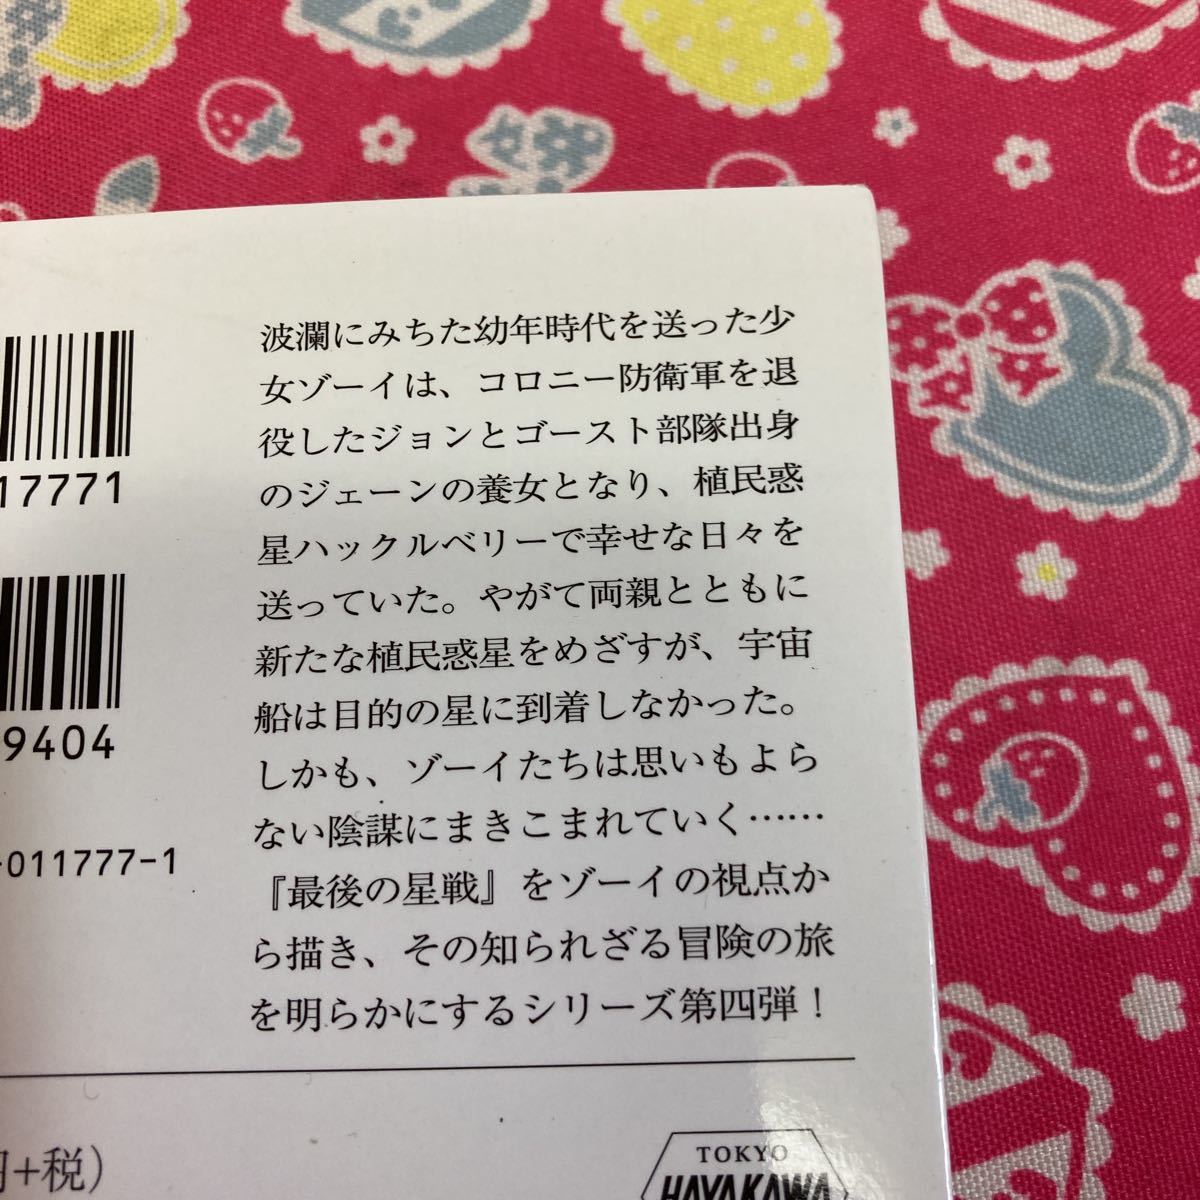 波瀾にみちた幼年時代を送った少
女ゾーイは、コロニー防衛軍を退
役したジョンとゴースト部隊出身
のジェーンの養女となり、植民惑
星ハックルベリーで幸せな日々を
送っていた。やがて両親とともに
新たな植民惑星をめざすが、宇宙
船は目的の星に到着しなかった。
しかも、ゾーイたちは思いもよら
ない陰謀にまきこまれていく……
『最後の星戦』をゾーイの視点か
ら描き、その知られざる冒険の旅
を明らかにするシリーズ第四弾！
17771
9404
-011777-1
円+税）
TOKYO
HAYAKAWA